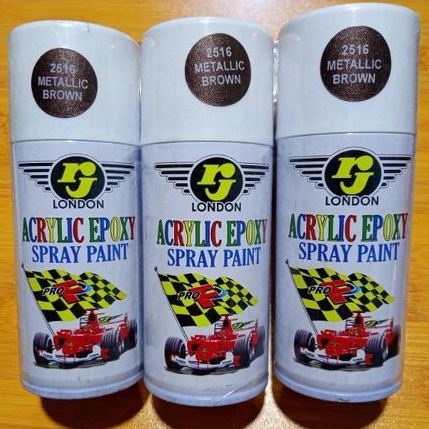 2516
METALLIC
BROWN
2516
METALLIC
BROWN
2516
METALLIC
BROWN
rj
LONDON
ACRYLIC EPOXY
SPRAY PAINT
PRO
rj
LONDON
ACRYLIC EPOXY
SPRAY PAINT
PRO
rj
LONDON
ACRYLIC EPOXY
SPRAY PAINT
PRO